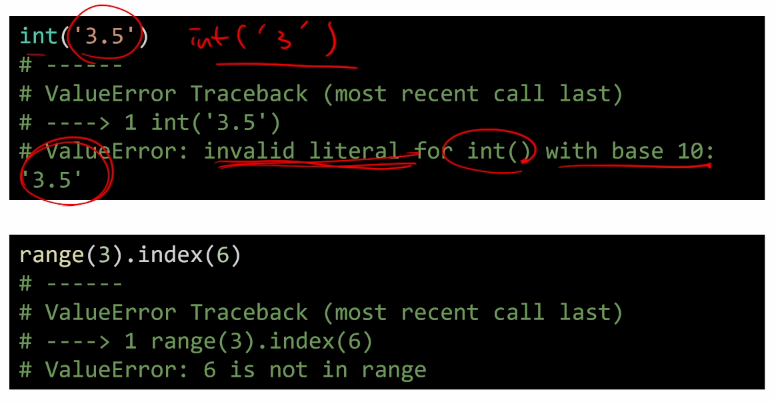 int('3.5') int('3')
# ------
# ValueError Traceback (most recent call last)
# ----> 1 int('3.5')
# ValueError: invalid literal for int() with base 10:
'3.5'
range(3).index(6)
# ------
# ValueError Traceback (most recent call last)
# ----> 1 range(3).index(6)
# ValueError: 6 is not in range